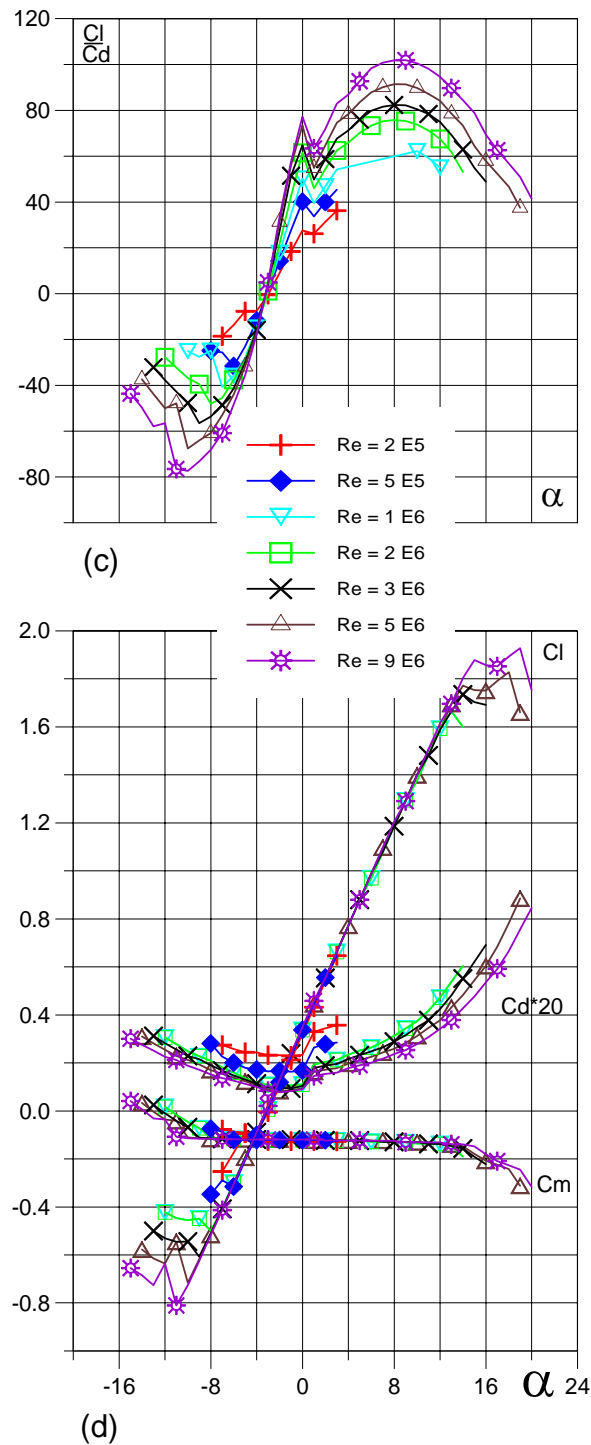 120
Cl
Cd
80
40
0
-40
-80
α
(c)
Re = 2 E5
Re = 5 E5
Re = 1 E6
Re = 2 E6
Re = 3 E6
Re = 5 E6
Re = 9 E6
2.0
Cl
1.6
1.2
0.8
0.4
Cd*20
0.0
Cm
-0.4
-0.8
-16 -8 0 8 16 α 24
(d)